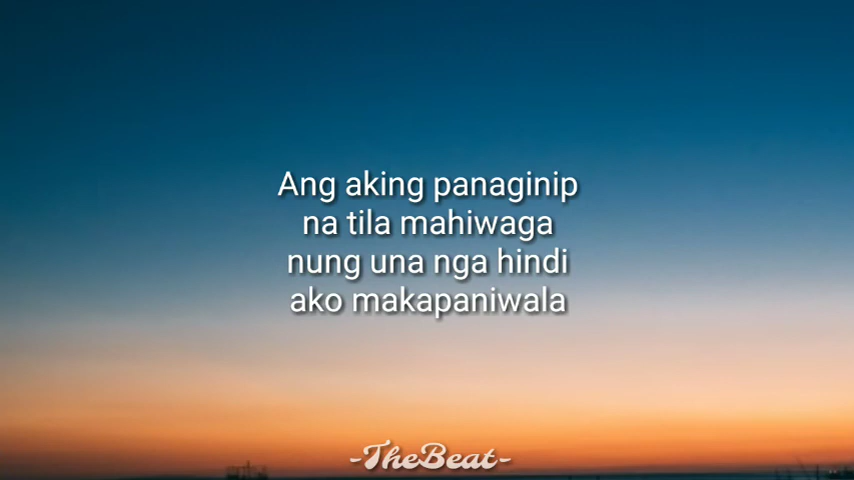 Ang aking panaginip
na tila mahiwaga
nung una nga hindi
ako makapaniwala
-TheBeat-